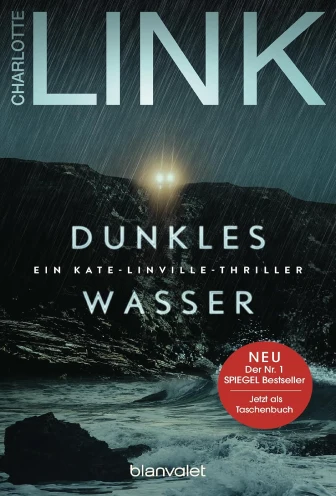 CHARLOTTE
LINK
DUNKLES
EIN KATE-LINVILLE-THRILLER
WASSER
NEU
Der Nr. 1
SPIEGEL Bestseller
Jetzt als
Taschenbuch
blanvalet